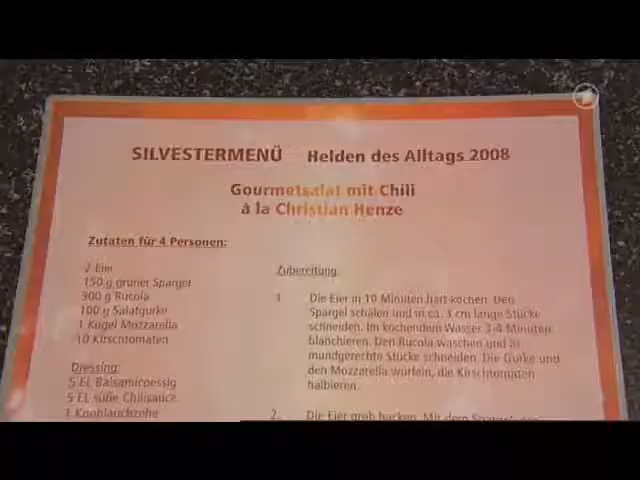 SILVESTERMENÜ Helden des Alltags 2008
Gourmetsalat mit Chili
à la Christian Henze
Zutaten für 4 Personen:
2 Eier
150 g grüner Spargel
300 g Rucola
100 g Salatgurke
1 Kugel Mozzarella
10 Kirschtomaten
Dressing:
5 EL Balsamicoessig
5 EL süße Chilisauce
1 Knoblauchzehe
Zubereitung
1 Die Eier in 10 Minuten hart kochen. Den
Spargel schälen und in ca. 3 cm lange Stücke
schneiden. Im kochendem Wasser 3-4 Minuten
blanchieren. Den Rucola waschen und in
mundgerechte Stücke schneiden. Die Gurke und
den Mozzarella würfeln, die Kirschtomaten
halbieren.
2. Die Eier grob hacken. Mit dem